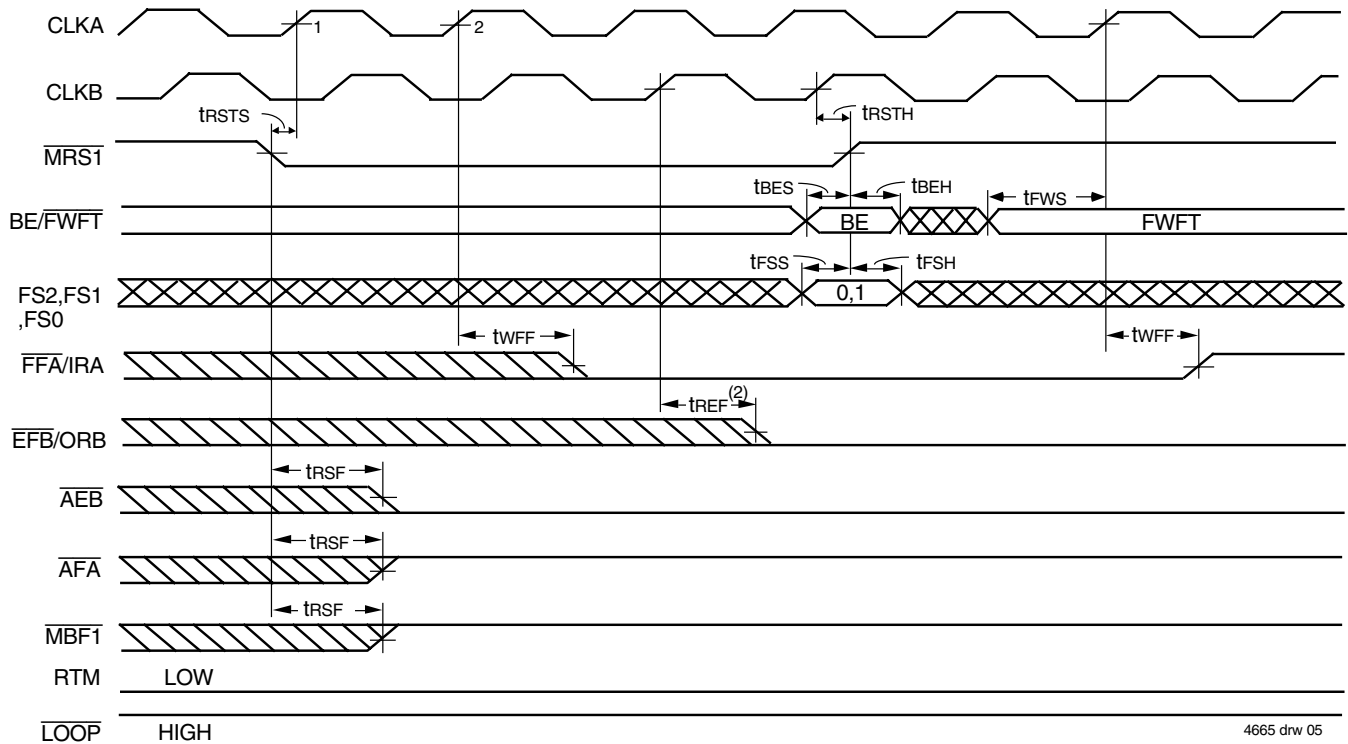 CLKA
1
2
CLKB
tRSTS
tRSTH
MRS1
tBES
tBEH
tFWS
BE/FWFT
BE
FWFT
tFSS
tFSH
FS2,FS1
,FS0
0,1
tWFF
tWFF
FFA/IRA
tREF(2)
EFB/ORB
tRSF
AEB
tRSF
AFA
tRSF
MBF1
RTM LOW
LOOP HIGH
4665 drw 05